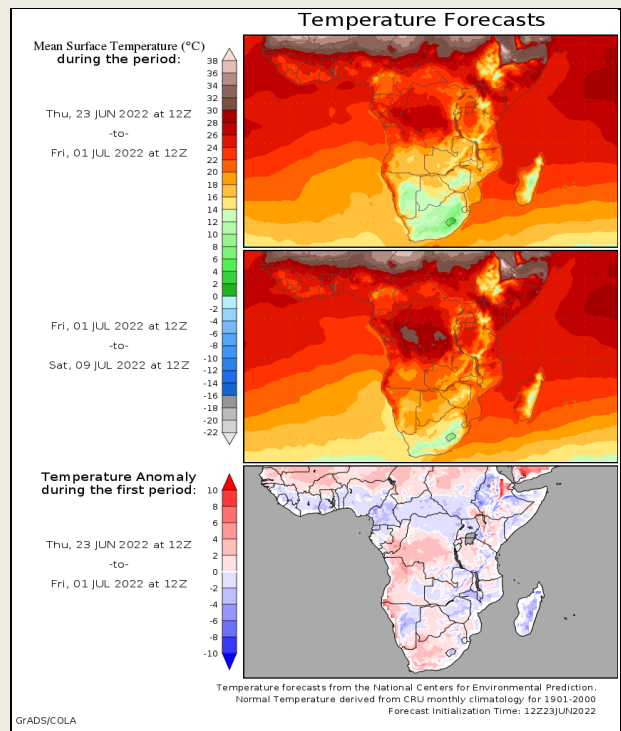 Temperature Forecasts
Mean Surface Temperature (°C)
during the period:
Thu, 23 JUN 2022 at 12Z
-to-
Fri, 01 JUL 2022 at 12Z
38
36
34
32
30
28
26
24
22
20
18
16
14
12
10
8
6
4
2
0
-2
-4
-6
-8
-10
-12
-14
-16
-18
-20
-22
Fri, 01 JUL 2022 at 12Z
-to-
Sat, 09 JUL 2022 at 12Z
Temperature Anomaly
during the first period:
Thu, 23 JUN 2022 at 12Z
-to-
Fri, 01 JUL 2022 at 12Z
10
8
6
4
2
0
-2
-4
-6
-8
-10
Temperature forecasts from the National Centers for Environmental Prediction.
Normal Temperature derived from CRU monthly climatology for 1901-2000
Forecast Initialization Time: 12Z23JUN2022
GrADS/COLA